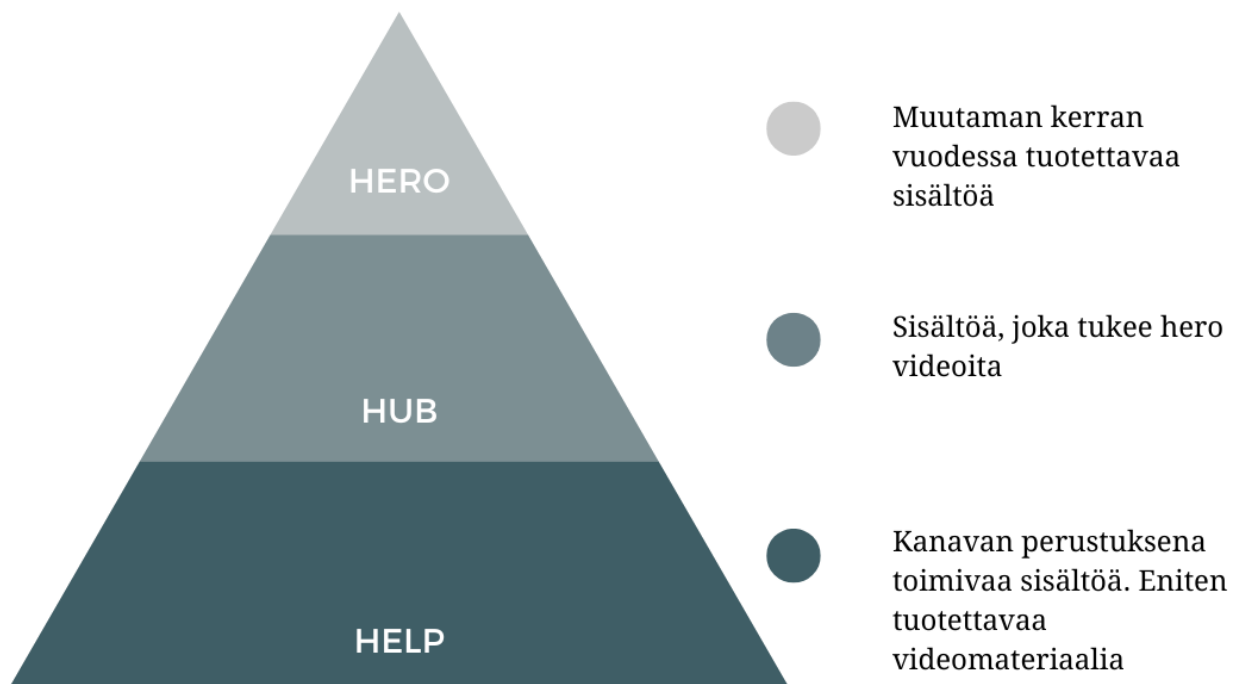 HERO
Muutaman kerran
vuodessa tuotettavaa
sisältöä
HUB
Sisältöä, joka tukee hero
videoita
HELP
Kanavan perustuksena
toimivaa sisältöä. Eniten
tuotettavaa
videomateriaalia